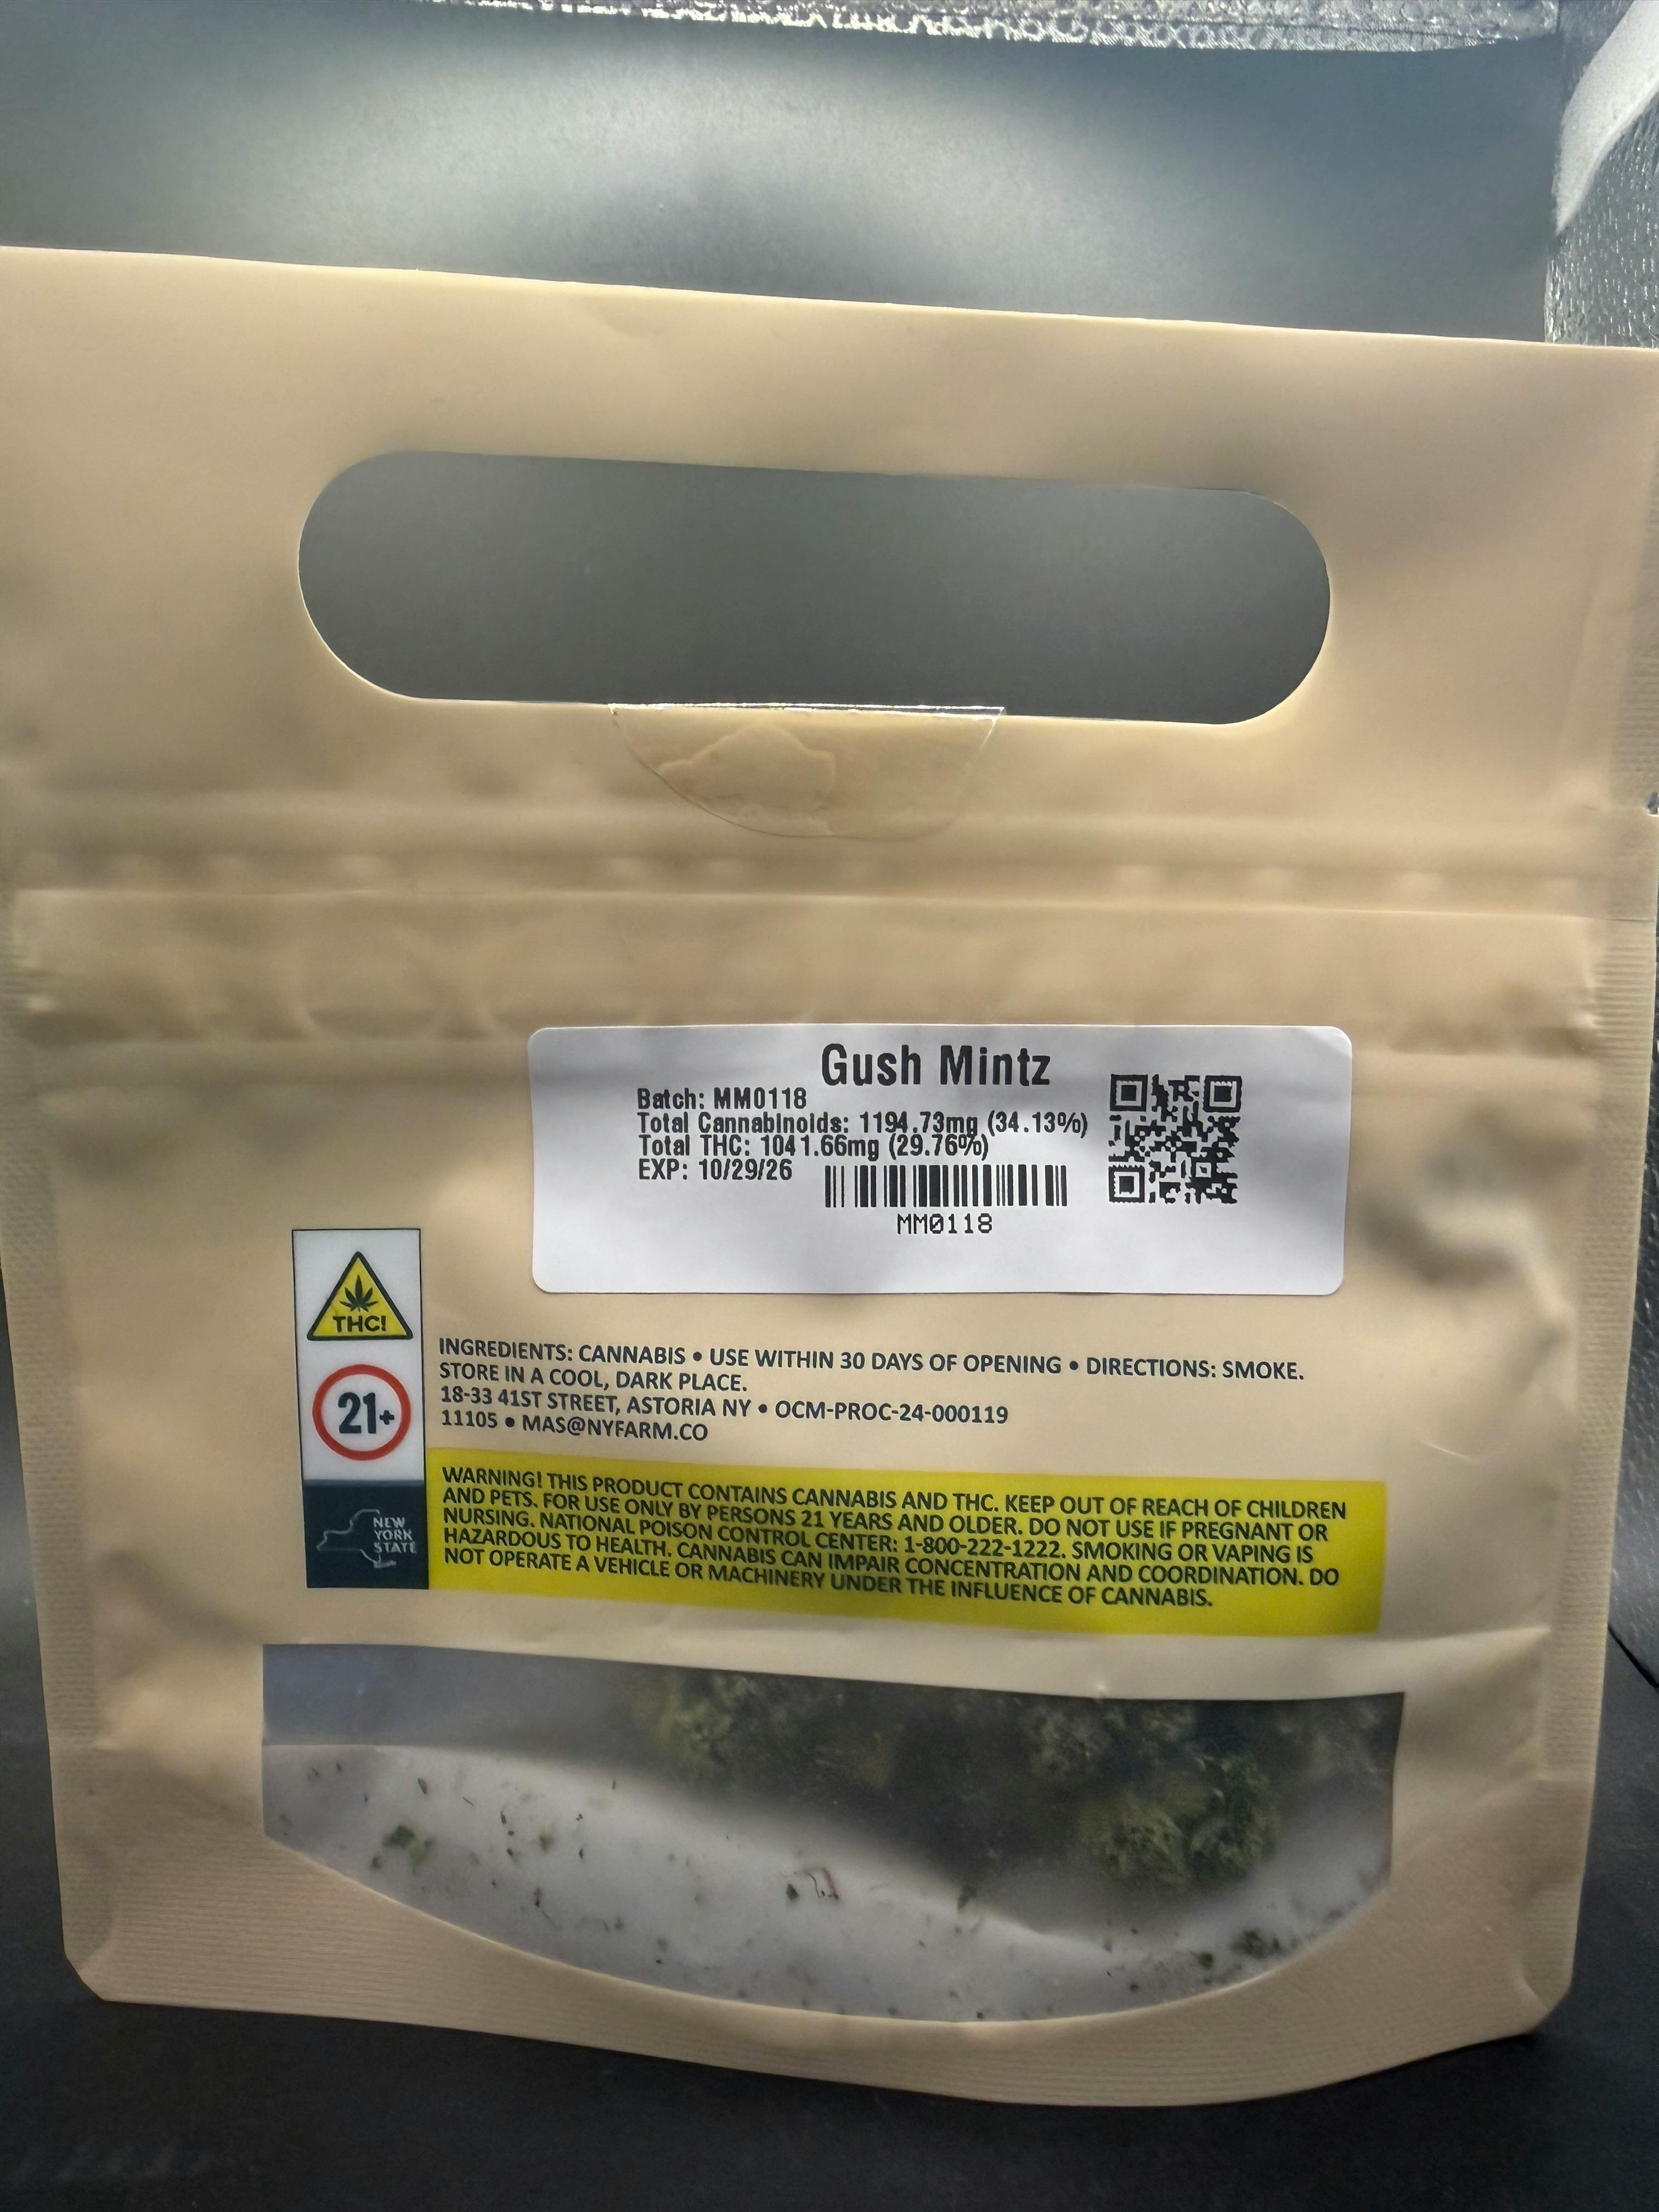 Gush Mintz
Batch: MM0118
Total Cannabinoids: 1194.73mg (34.13%)
Total THC: 1041.66mg (29.76%)
EXP: 10/29/26
MM0118
THC!
21+
NEW
YORK
STATE
INGREDIENTS: CANNABIS • USE WITHIN 30 DAYS OF OPENING • DIRECTIONS: SMOKE.
STORE IN A COOL, DARK PLACE.
18-33 41ST STREET, ASTORIA NY • OCM-PROC-24-000119
11105 • MAS@NYFARM.CO
WARNING! THIS PRODUCT CONTAINS CANNABIS AND THC. KEEP OUT OF REACH OF CHILDREN
AND PETS. FOR USE ONLY BY PERSONS 21 YEARS AND OLDER. DO NOT USE IF PREGNANT OR
NURSING. NATIONAL POISON CONTROL CENTER: 1-800-222-1222. SMOKING OR VAPING IS
HAZARDOUS TO HEALTH. CANNABIS CAN IMPAIR CONCENTRATION AND COORDINATION. DO
NOT OPERATE A VEHICLE OR MACHINERY UNDER THE INFLUENCE OF CANNABIS.